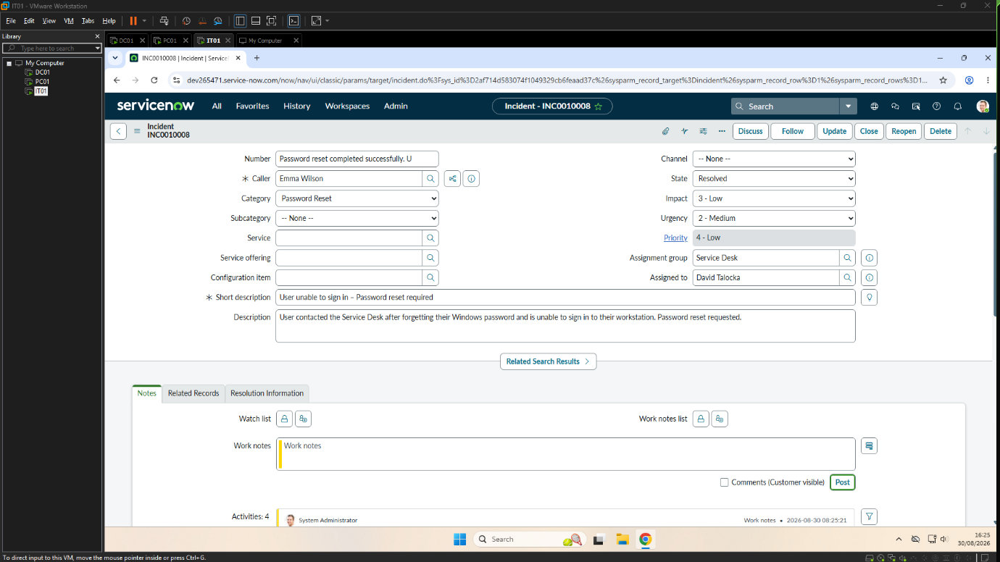 IT01 - VMware Workstation
File Edit View VM Tabs Help
Library
Type here to search
My Computer
DC01
PC01
IT01
DC01 PC01 IT01 My Computer
INC0010008 | Incident | Service
dev265471.service-now.com/now/nav/ui/classic/params/target/incident.do%3Fsys_id%3D2af714d583074f1049329cb6feaad37c%26sysparm_record_target%3Dincident%26sysparm_record_row%3D1%26sysparm_record_rows%3D1...
servicenow All Favorites History Workspaces Admin Incident - INC0010008 Search
Incident
INC0010008
Discuss Follow Update Close Reopen Delete
Number Password reset completed successfully. U Channel -- None --
Caller Emma Wilson State Resolved
Category Password Reset Impact 3 - Low
Subcategory -- None -- Urgency 2 - Medium
Service Priority 4 - Low
Service offering Assignment group Service Desk
Configuration item Assigned to David Talocka
Short description User unable to sign in – Password reset required
Description User contacted the Service Desk after forgetting their Windows password and is unable to sign in to their workstation. Password reset requested.
Related Search Results
Notes Related Records Resolution Information
Watch list Work notes list
Work notes Work notes
Comments (Customer visible) Post
Activities: 4 System Administrator Work notes • 2026-08-30 08:25:21
Search
16:25
30/08/2026
To direct input to this VM, move the mouse pointer inside or press Ctrl+G.